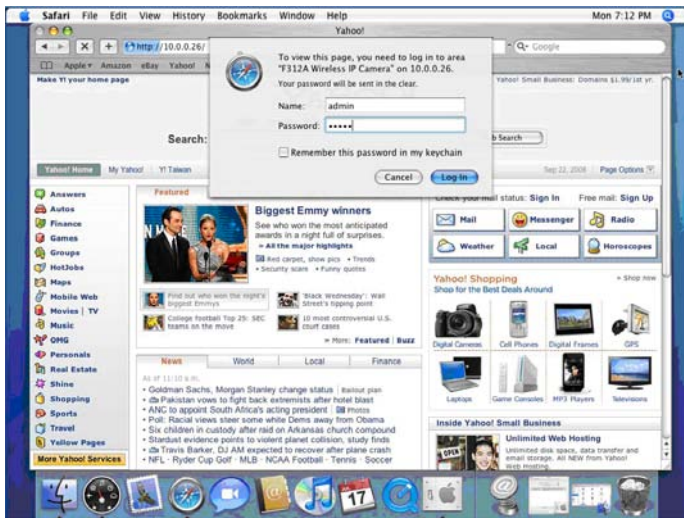 Safari File Edit View History Bookmarks Window Help Mon 7:12 PM
Yahoo!
http://10.0.0.26/
Google
Apple Amazon eBay Yahoo!
To view this page, you need to log in to area
"F312A Wireless IP Camera" on 10.0.0.26.
Your password will be sent in the clear.
Name: admin
Password: •••••
Remember this password in my keychain
Cancel Log In
Make Y! your home page
Yahoo! Small Business: Domains $1.99/1st yr.
Search:
Search
Yahoo! Home My Yahoo! Y! Taiwan Sep 22, 2008 Page Options
Answers
Autos
Finance
Games
Groups
HotJobs
Maps
Mobile Web
Movies | TV
Music
OMG
Personals
Real Estate
Shine
Shopping
Sports
Travel
Yellow Pages
More Yahoo! Services
Featured
Biggest Emmy winners
See who won the most anticipated
awards in a night full of surprises.
» All the major highlights
Red carpet, show pics • Trends
• Security scare • Funny quotes
Find out who won the night's
biggest Emmys
'Black Wednesday': Wall
Street's tipping point
College football Top 25: SEC
teams on the move
10 most controversial U.S.
court cases
» More: Featured | Buzz
News World Local Finance
As of 11:10 a.m.
• Goldman Sachs, Morgan Stanley change status | Bailout plan
• Pakistan vows to fight back extremists after hotel blast
• ANC to appoint South Africa's acting president | Photos
• Poll: Racial views steer some white Dems away from Obama
• Six children in custody after raid on Arkansas church compound
• Stardust evidence points to violent planet collision, study finds
• Travis Barker, DJ AM expected to recover after plane crash
• NFL · Ryder Cup Golf · MLB · NCAA Football · Tennis · Soccer
Check your mail status: Sign In Free mail: Sign Up
Mail Messenger Radio
Weather Local Horoscopes
Yahoo! Shopping » Shop now
Shop for the Best Deals Around
Digital Cameras Cell Phones Digital Frames GPS
Laptops Game Consoles MP3 Players Televisions
Inside Yahoo! Small Business
Unlimited Web Hosting
Unlimited disk space, data transfer and
email storage. All NEW from Yahoo!
Web Hosting.
OPEN
JUL
17